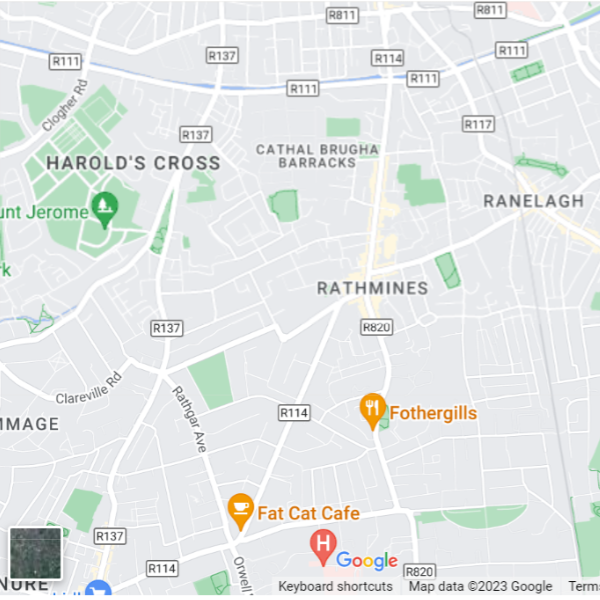 R811
R811
R137
R111
R114
R111
R111
R111
Clogher Rd
R137
R117
CATHAL BRUGHA
BARRACKS
HAROLD'S CROSS
RANELAGH
unt Jerome
rk
RATHMINES
R137
R820
Clareville Rd
Rathgar Ave
R114
Fothergills
MMAGE
Fat Cat Cafe
R137
H
Google
R114
Orwell
R820
NURE
Keyboard shortcuts
Map data ©2023 Google
Terms